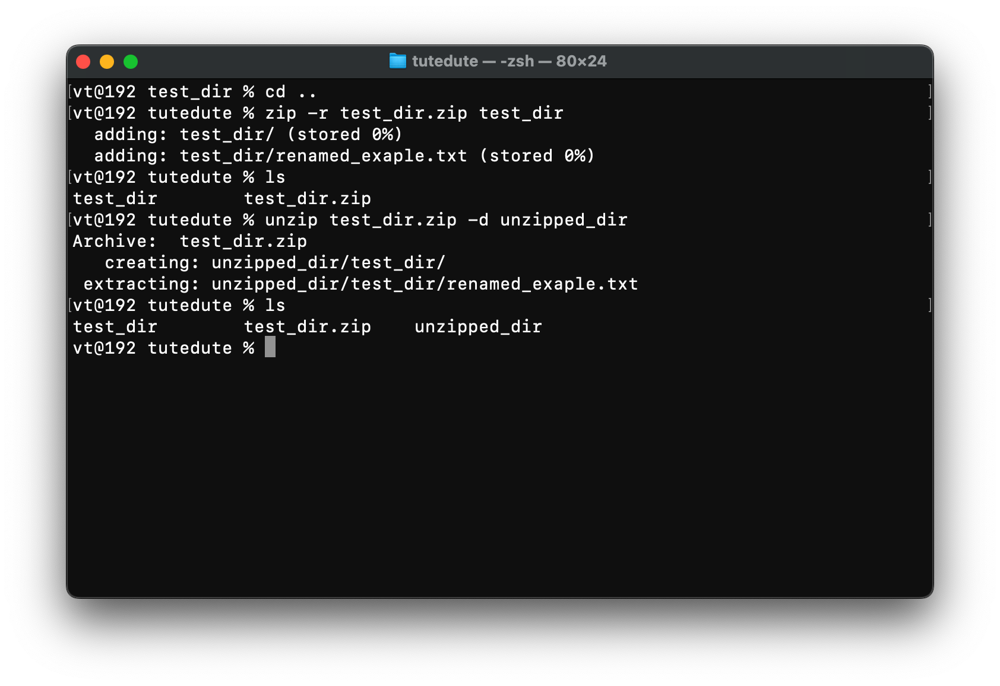 tutedute — -zsh — 80×24
[vt@192 test_dir % cd .. ]
[vt@192 tutedute % zip -r test_dir.zip test_dir ]
  adding: test_dir/ (stored 0%)
  adding: test_dir/renamed_exaple.txt (stored 0%)
[vt@192 tutedute % ls ]
test_dir        test_dir.zip
[vt@192 tutedute % unzip test_dir.zip -d unzipped_dir ]
Archive:  test_dir.zip
   creating: unzipped_dir/test_dir/
 extracting: unzipped_dir/test_dir/renamed_exaple.txt
[vt@192 tutedute % ls ]
test_dir        test_dir.zip    unzipped_dir
vt@192 tutedute %